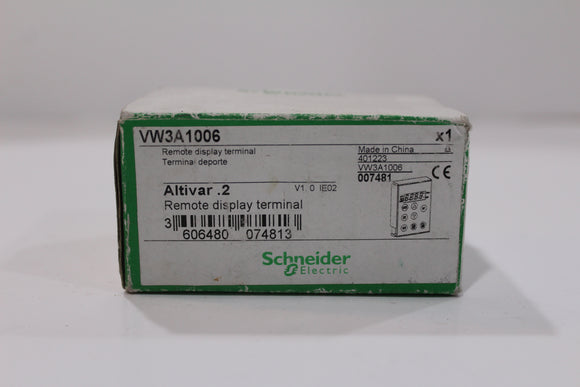 VW3A1006
x1
Remote display terminal
Terminal deporte
Made in China
401223
VW3A1006
007481
CE
Altivar .2
V1.0 IE02
Remote display terminal
3 606480 074813
Schneider
Electric